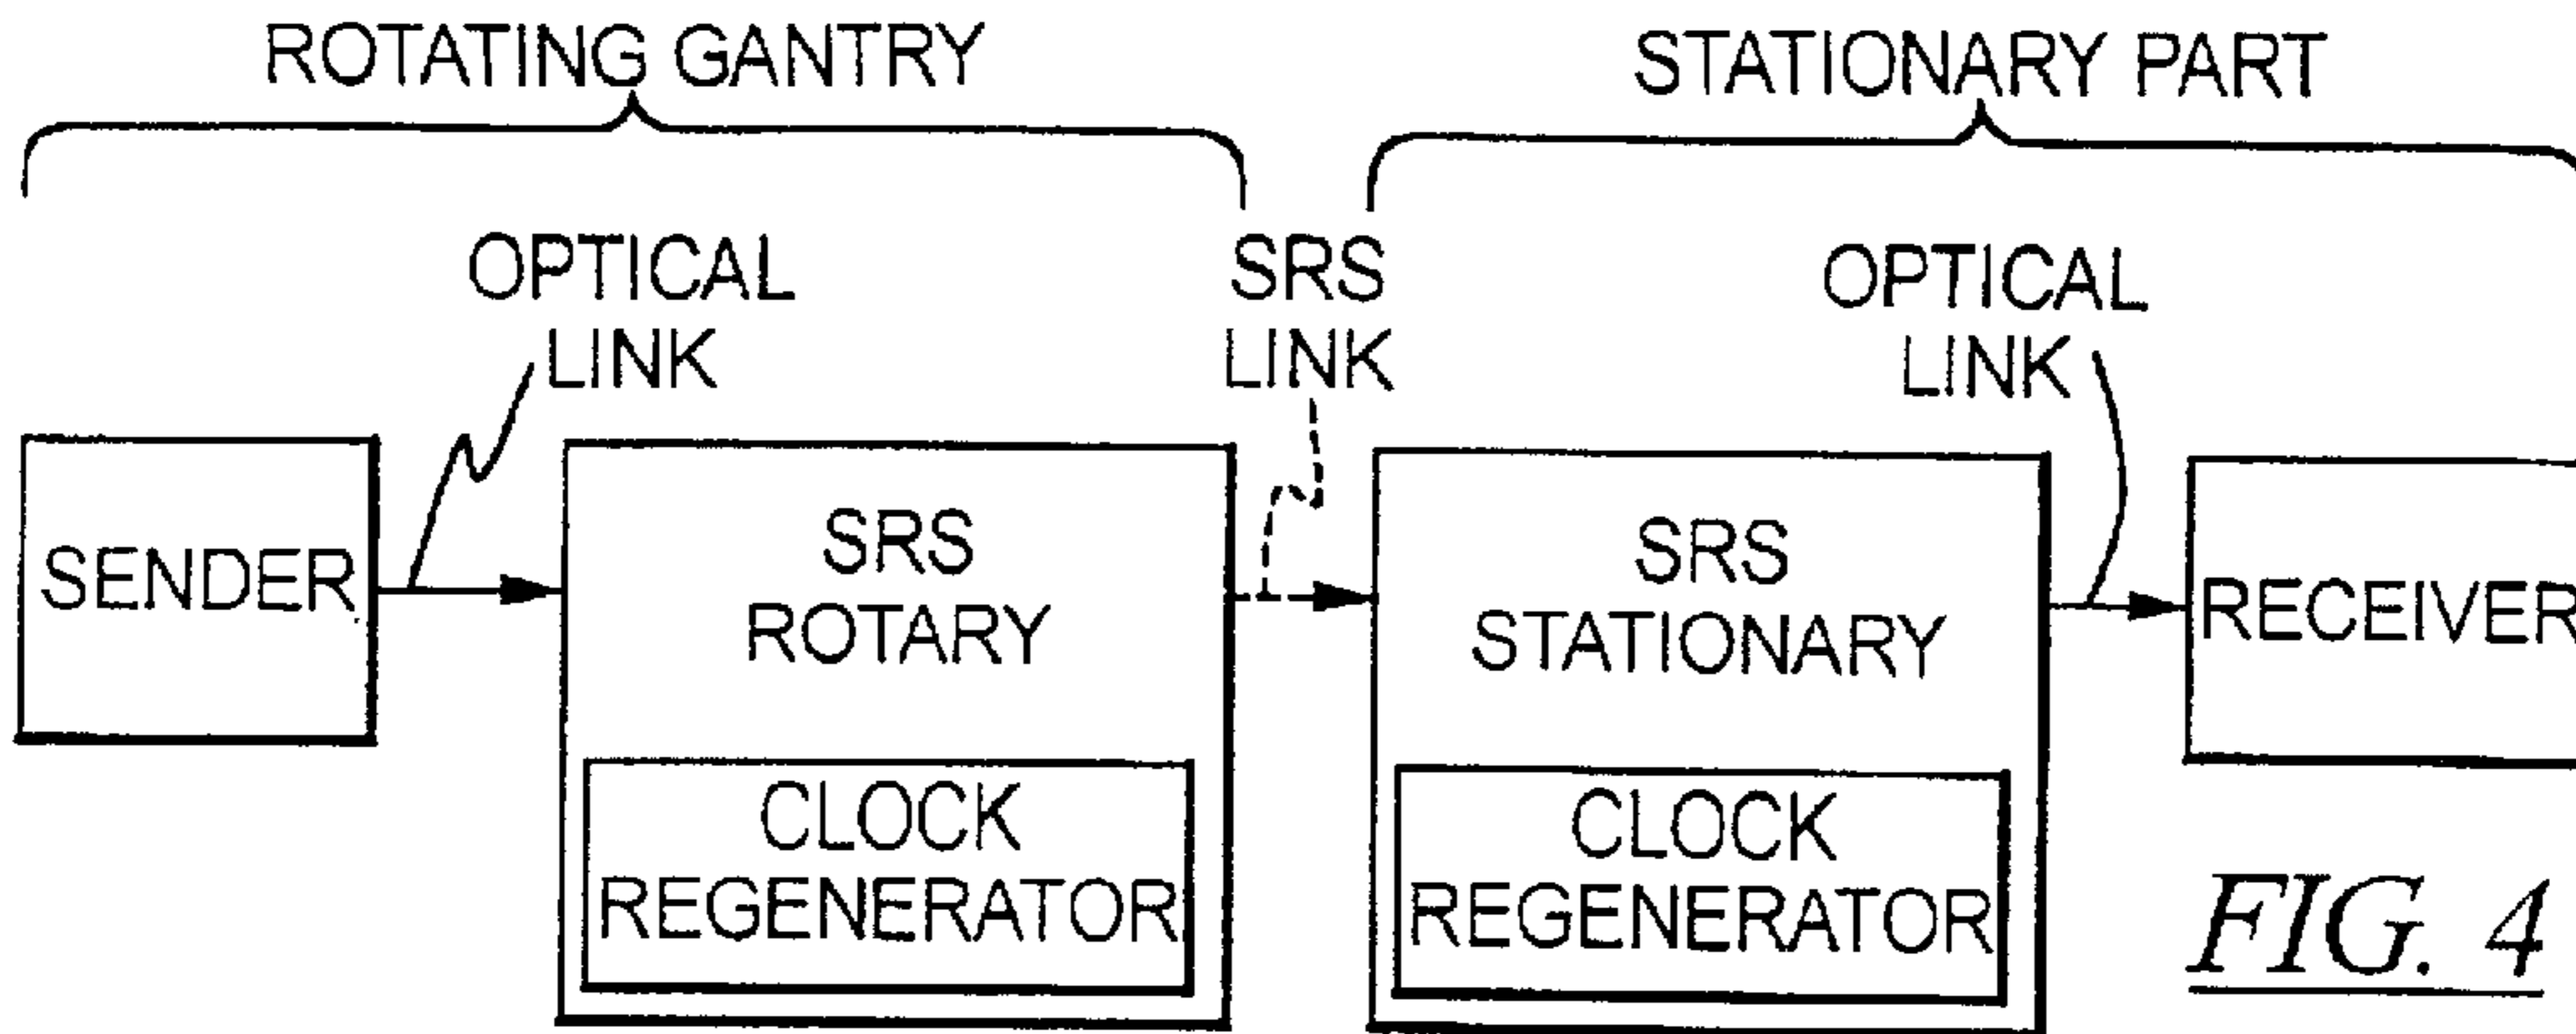 ROTATING GANTRY
STATIONARY PART
OPTICAL
LINK
SRS
LINK
OPTICAL
LINK
SENDER
SRS
ROTARY
CLOCK
REGENERATOR
SRS
STATIONARY
CLOCK
REGENERATOR
RECEIVER
FIG. 4